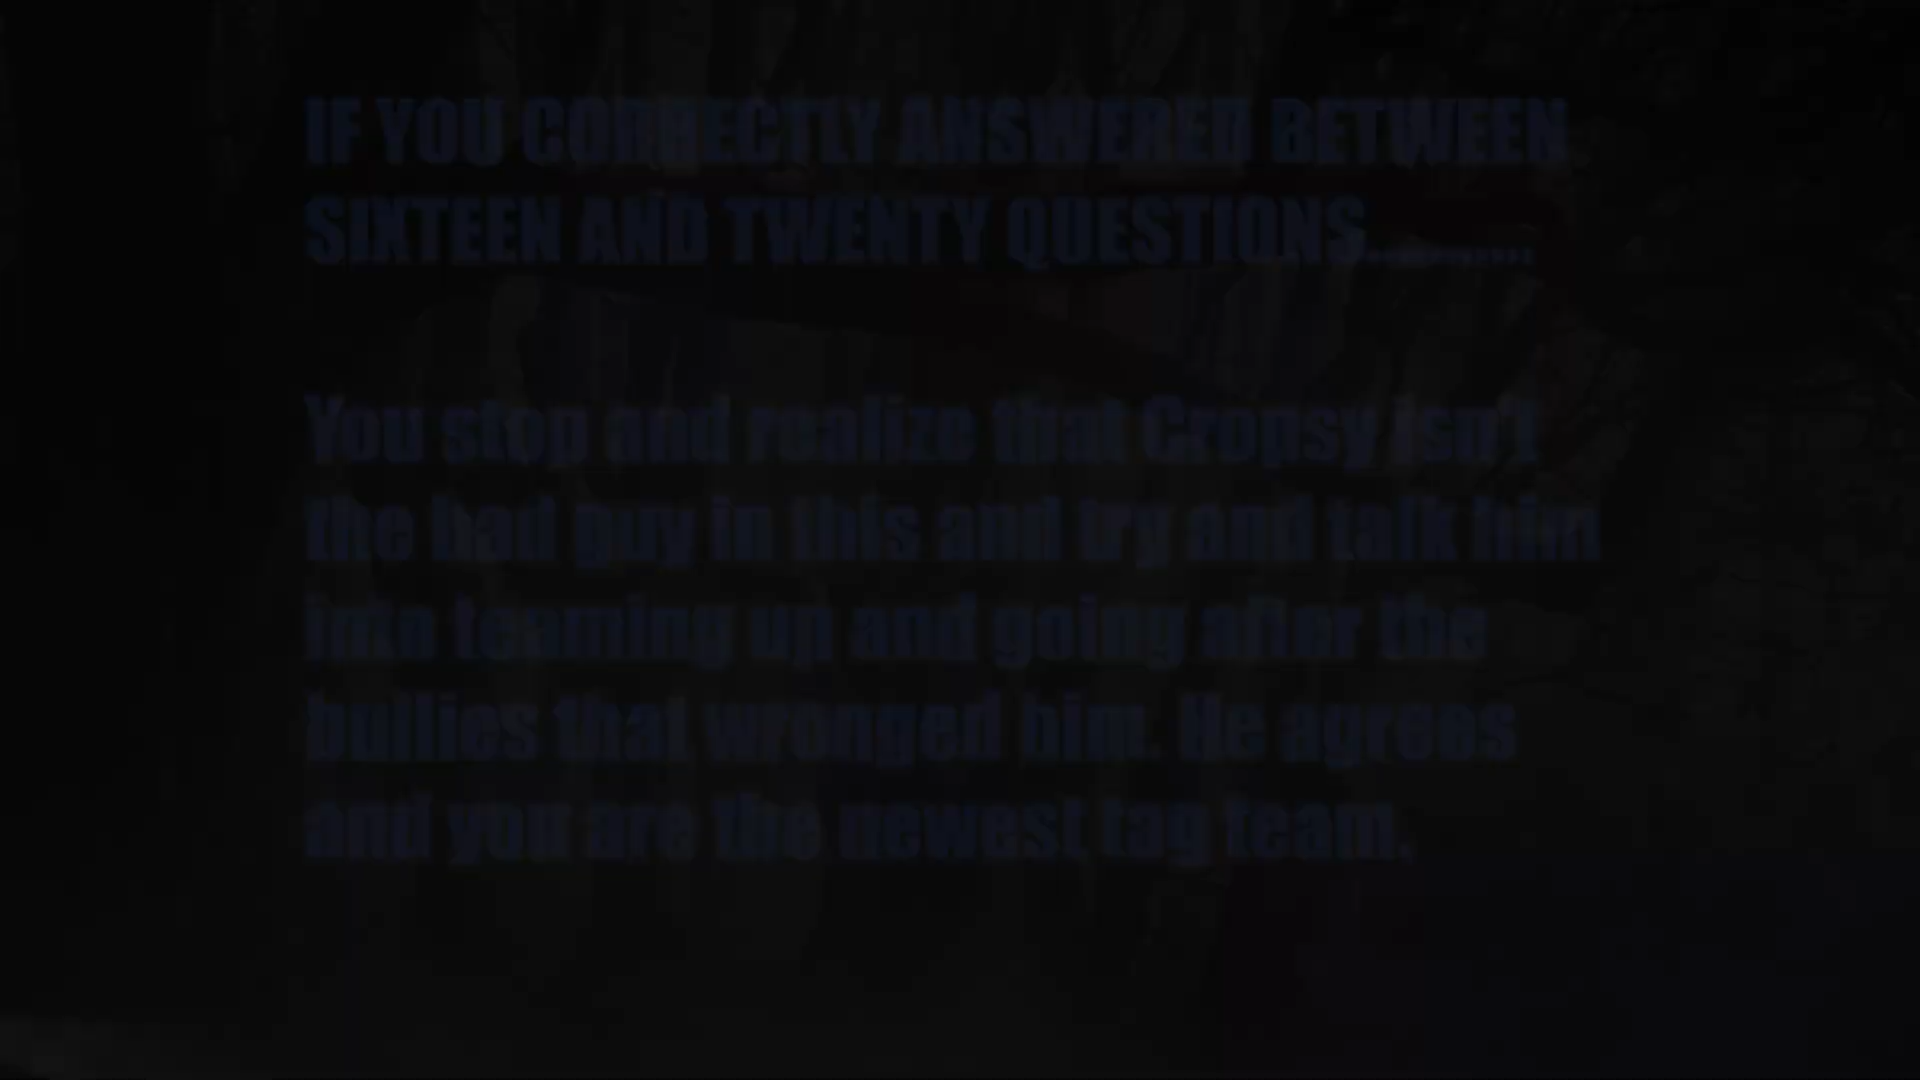 IF YOU CORRECTLY ANSWERED BETWEEN
SIXTEEN AND TWENTY QUESTIONS...........
You stop and realize that Cropsy isn't
the bad guy in this and try and talk him
into teaming up and going after the
bullies that wronged him. He agrees
and you are the newest tag team.